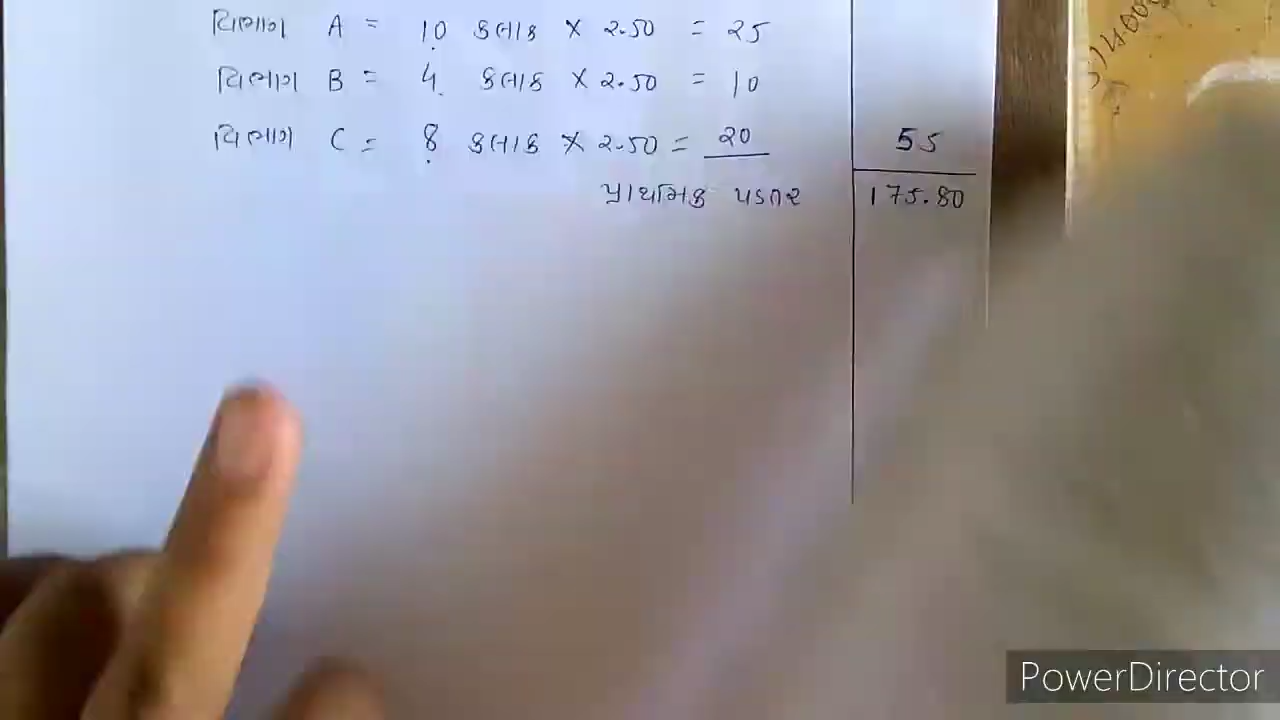 વિભાગ A = 10 કલાક × 2.50 = 25
વિભાગ B = 4 કલાક × 2.50 = 10
વિભાગ C = 8 કલાક × 2.50 = 20 55
પ્રાથમિક પડતર 175.80
PowerDirector